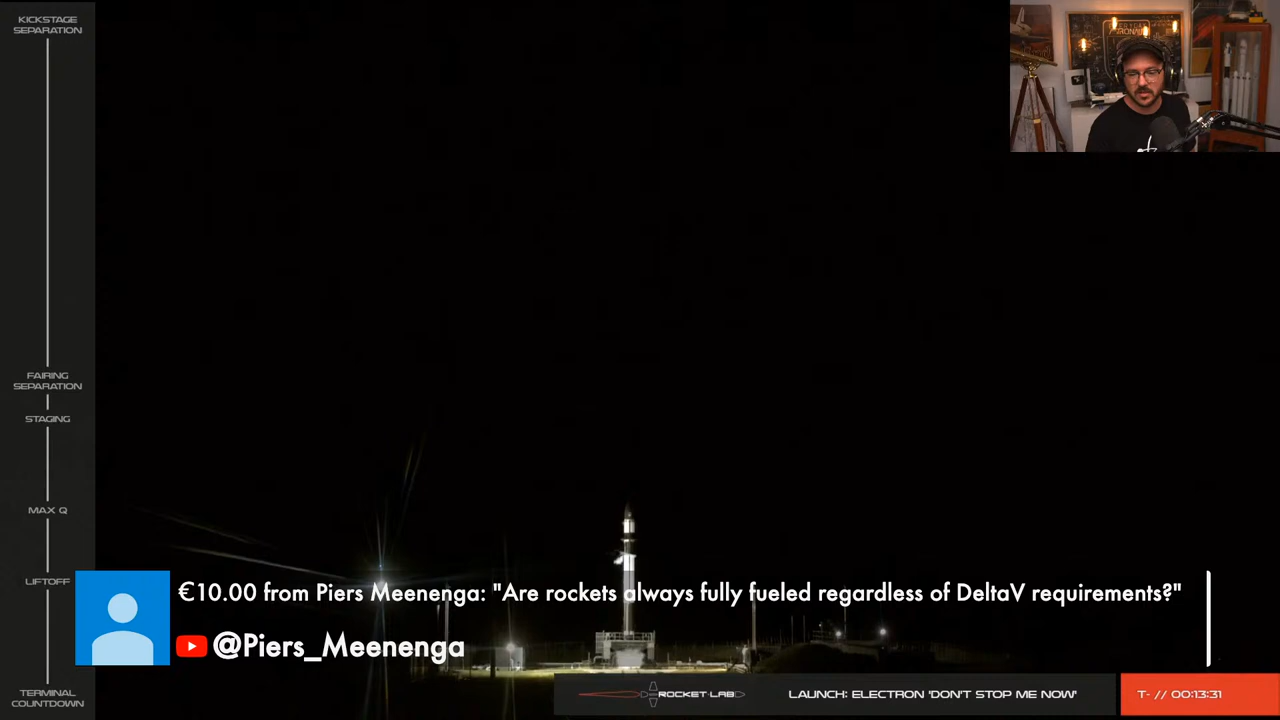 KICKSTAGE
SEPARATION
FAIRING
SEPARATION
STAGING
MAX Q
LIFTOFF
TERMINAL
COUNTDOWN
€10.00 from Piers Meenenga: "Are rockets always fully fueled regardless of DeltaV requirements?"
@Piers_Meenenga
ROCKET LAB
LAUNCH: ELECTRON 'DON'T STOP ME NOW'
T- // 00:13:31